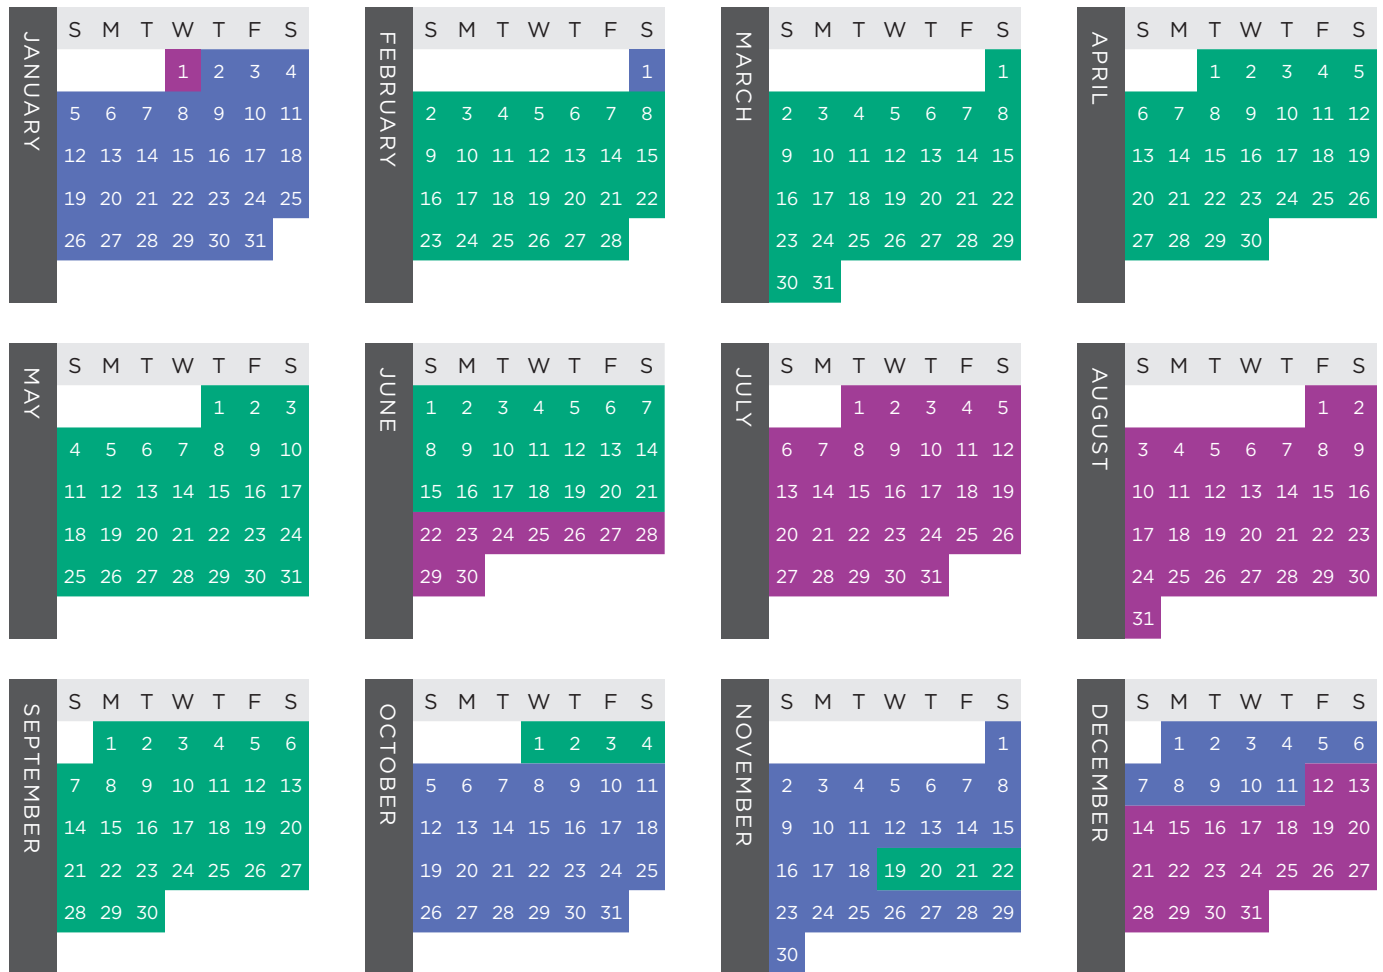 JANUARY
S M T W T F S
1 2 3 4
5 6 7 8 9 10 11
12 13 14 15 16 17 18
19 20 21 22 23 24 25
26 27 28 29 30 31
FEBRUARY
S M T W T F S
1
2 3 4 5 6 7 8
9 10 11 12 13 14 15
16 17 18 19 20 21 22
23 24 25 26 27 28
MARCH
S M T W T F S
1
2 3 4 5 6 7 8
9 10 11 12 13 14 15
16 17 18 19 20 21 22
23 24 25 26 27 28 29
30 31
APRIL
S M T W T F S
1 2 3 4 5
6 7 8 9 10 11 12
13 14 15 16 17 18 19
20 21 22 23 24 25 26
27 28 29 30
MAY
S M T W T F S
1 2 3
4 5 6 7 8 9 10
11 12 13 14 15 16 17
18 19 20 21 22 23 24
25 26 27 28 29 30 31
JUNE
S M T W T F S
1 2 3 4 5 6 7
8 9 10 11 12 13 14
15 16 17 18 19 20 21
22 23 24 25 26 27 28
29 30
JULY
S M T W T F S
1 2 3 4 5
6 7 8 9 10 11 12
13 14 15 16 17 18 19
20 21 22 23 24 25 26
27 28 29 30 31
AUGUST
S M T W T F S
1 2
3 4 5 6 7 8 9
10 11 12 13 14 15 16
17 18 19 20 21 22 23
24 25 26 27 28 29 30
31
SEPTEMBER
S M T W T F S
1 2 3 4 5 6
7 8 9 10 11 12 13
14 15 16 17 18 19 20
21 22 23 24 25 26 27
28 29 30
OCTOBER
S M T W T F S
1 2 3 4
5 6 7 8 9 10 11
12 13 14 15 16 17 18
19 20 21 22 23 24 25
26 27 28 29 30 31
NOVEMBER
S M T W T F S
1
2 3 4 5 6 7 8
9 10 11 12 13 14 15
16 17 18 19 20 21 22
23 24 25 26 27 28 29
30
DECEMBER
S M T W T F S
1 2 3 4 5 6
7 8 9 10 11 12 13
14 15 16 17 18 19 20
21 22 23 24 25 26 27
28 29 30 31